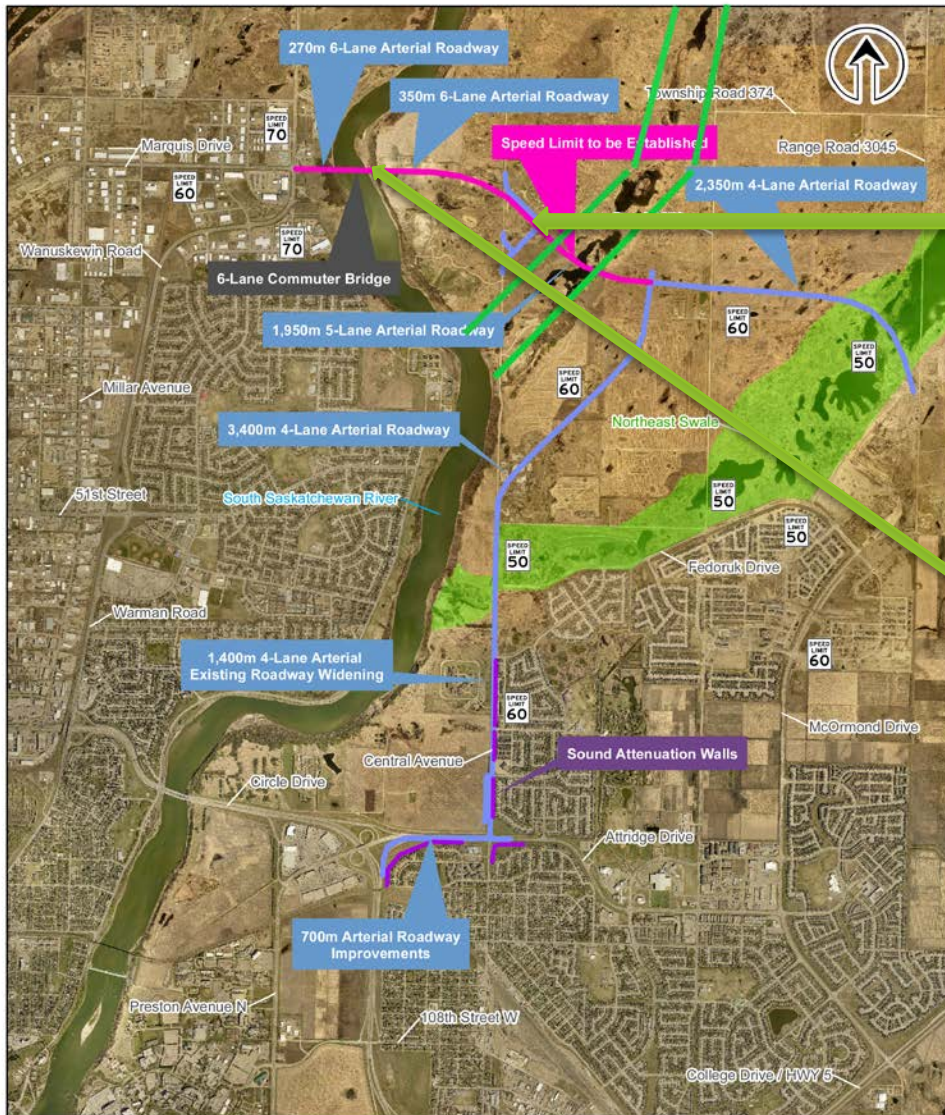 270m 6-Lane Arterial Roadway
350m 6-Lane Arterial Roadway
Township Road 374
SPEED
LIMIT
70
Marquis Drive
Speed Limit to be Established
Range Road 3045
SPEED
LIMIT
60
2,350m 4-Lane Arterial Roadway
SPEED
LIMIT
70
Wanuskewin Road
6-Lane Commuter Bridge
1,950m 5-Lane Arterial Roadway
SPEED
LIMIT
60
SPEED
LIMIT
50
SPEED
LIMIT
60
Millar Avenue
3,400m 4-Lane Arterial Roadway
Northeast Swale
51st Street
South Saskatchewan River
SPEED
LIMIT
50
SPEED
LIMIT
50
SPEED
LIMIT
50
Fedoruk Drive
Warman Road
1,400m 4-Lane Arterial
Existing Roadway Widening
SPEED
LIMIT
60
SPEED
LIMIT
60
McOrmond Drive
Central Avenue
Sound Attenuation Walls
Circle Drive
Attridge Drive
700m Arterial Roadway
Improvements
Preston Avenue N
108th Street W
College Drive / HWY 5